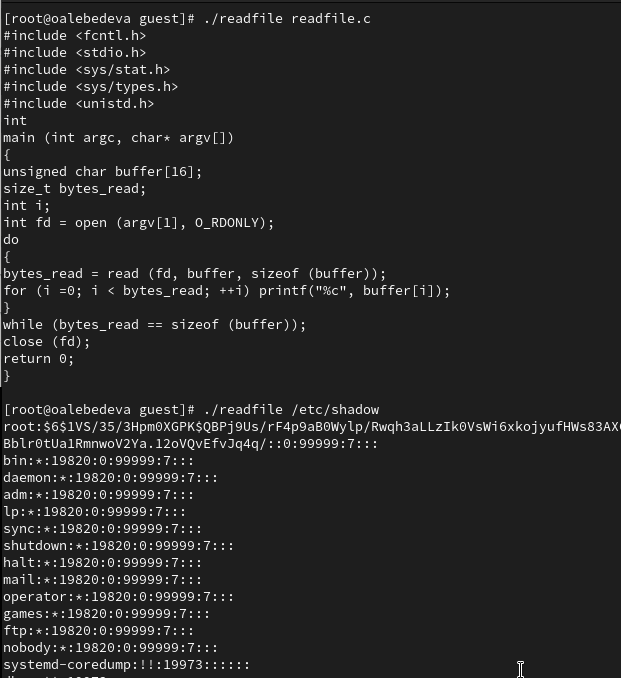 [root@oalebedeva guest]# ./readfile readfile.c
#include <fcntl.h>
#include <stdio.h>
#include <sys/stat.h>
#include <sys/types.h>
#include <unistd.h>
int
main (int argc, char* argv[])
{
unsigned char buffer[16];
size_t bytes_read;
int i;
int fd = open (argv[1], O_RDONLY);
do
{
bytes_read = read (fd, buffer, sizeof (buffer));
for (i =0; i < bytes_read; ++i) printf("%c", buffer[i]);
}
while (bytes_read == sizeof (buffer));
close (fd);
return 0;
}
[root@oalebedeva guest]# ./readfile /etc/shadow
root:$6$1VS/35/3Hpm0XGPK$QBPj9Us/rF4p9aB0Wylp/Rwqh3aLLzIk0VsWi6xkojyufHWs83AX
Bblr0tUa1RmnwoV2Ya.12oVQvEfvJq4q/::0:99999:7:::
bin:*:19820:0:99999:7:::
daemon:*:19820:0:99999:7:::
adm:*:19820:0:99999:7:::
lp:*:19820:0:99999:7:::
sync:*:19820:0:99999:7:::
shutdown:*:19820:0:99999:7:::
halt:*:19820:0:99999:7:::
mail:*:19820:0:99999:7:::
operator:*:19820:0:99999:7:::
games:*:19820:0:99999:7:::
ftp:*:19820:0:99999:7:::
nobody:*:19820:0:99999:7:::
systemd-coredump:!!:19973::::::